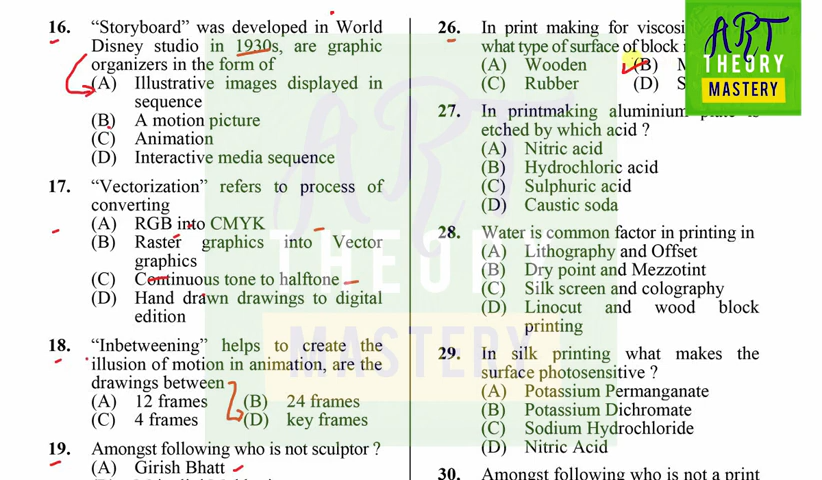 16. "Storyboard" was developed in World
Disney studio in 1930s, are graphic
organizers in the form of
(A) Illustrative images displayed in
sequence
(B) A motion picture
(C) Animation
(D) Interactive media sequence
17. "Vectorization" refers to process of
converting
(A) RGB into CMYK
(B) Raster graphics into Vector
graphics
(C) Continuous tone to halftone
(D) Hand drawn drawings to digital
edition
18. "Inbetweening" helps to create the
illusion of motion in animation, are the
drawings between
(A) 12 frames (B) 24 frames
(C) 4 frames (D) key frames
19. Amongst following who is not sculptor ?
(A) Girish Bhatt
26. In print making for
what type of surface of block
(A) Wooden (B)
(C) Rubber (D)
27. In printmaking aluminium
etched by which acid ?
(A) Nitric acid
(B) Hydrochloric acid
(C) Sulphuric acid
(D) Caustic soda
28. Water is common factor in printing in
(A) Lithography and Offset
(B) Dry point and Mezzotint
(C) Silk screen and colography
(D) Linocut and wood block
printing
29. In silk printing what makes the
surface photosensitive ?
(A) Potassium Permanganate
(B) Potassium Dichromate
(C) Sodium Hydrochloride
(D) Nitric Acid
30. Amongst following who is not a print
ART
THEORY
MASTERY
ART
THEORY
MASTERY